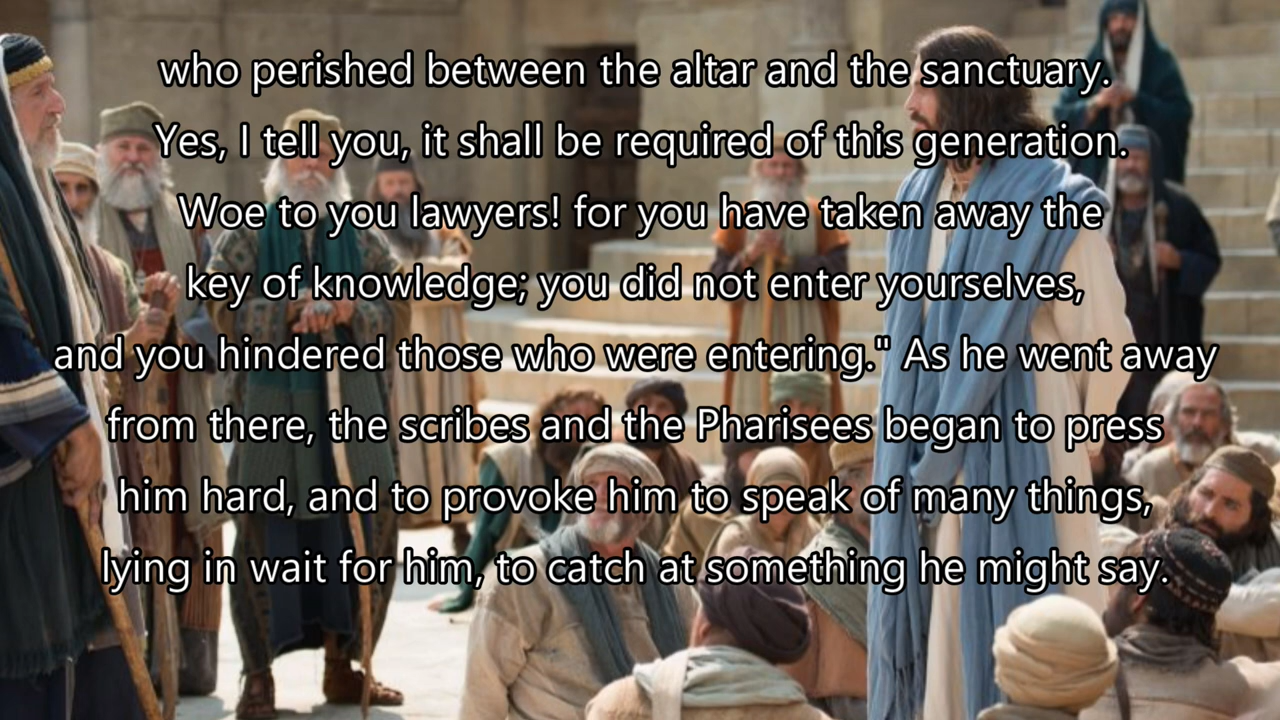 who perished between the altar and the sanctuary.
Yes, I tell you, it shall be required of this generation.
Woe to you lawyers! for you have taken away the
key of knowledge; you did not enter yourselves,
and you hindered those who were entering." As he went away
from there, the scribes and the Pharisees began to press
him hard, and to provoke him to speak of many things,
lying in wait for him, to catch at something he might say.